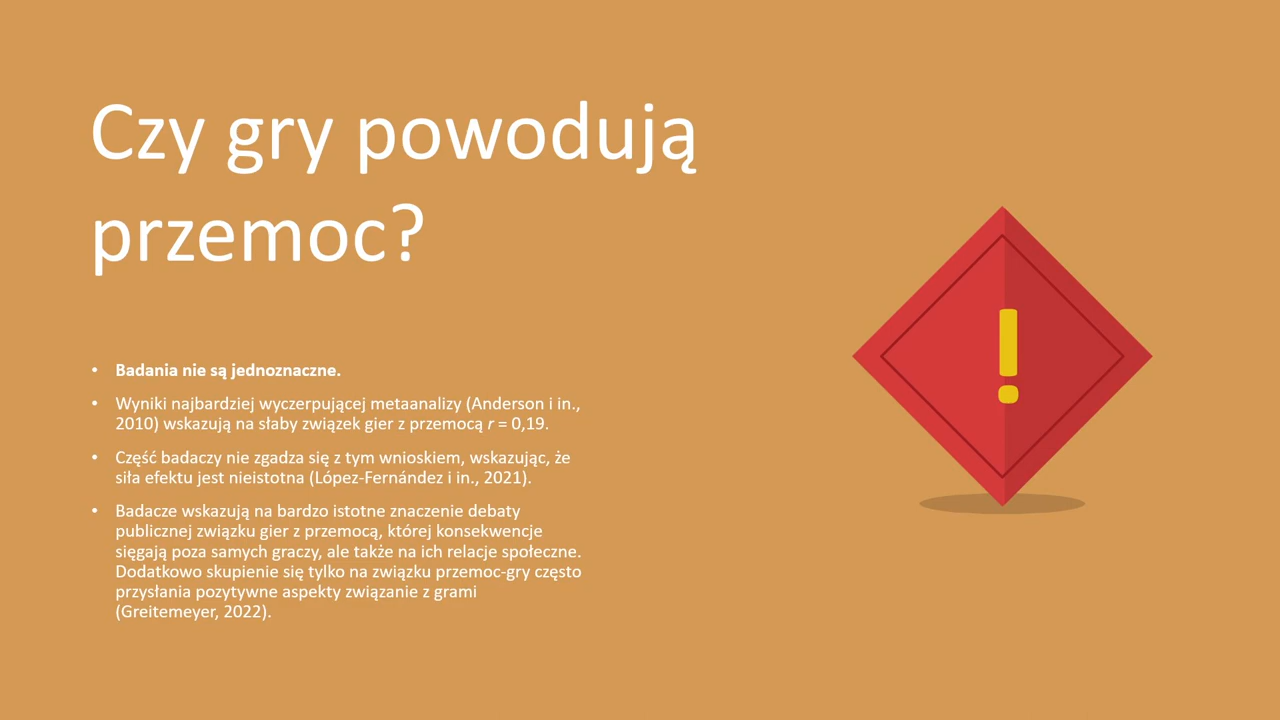 Czy gry powodują
przemoc?
• Badania nie są jednoznaczne.
• Wyniki najbardziej wyczerpującej metaanalizy (Anderson i in.,
2010) wskazują na słaby związek gier z przemocą r = 0,19.
• Część badaczy nie zgadza się z tym wnioskiem, wskazując, że
siła efektu jest nieistotna (López-Fernández i in., 2021).
• Badacze wskazują na bardzo istotne znaczenie debaty
publicznej związku gier z przemocą, której konsekwencje
sięgają poza samych graczy, ale także na ich relacje społeczne.
Dodatkowo skupienie się tylko na związku przemoc-gry często
przysłania pozytywne aspekty związanie z grami
(Greitemeyer, 2022).
!